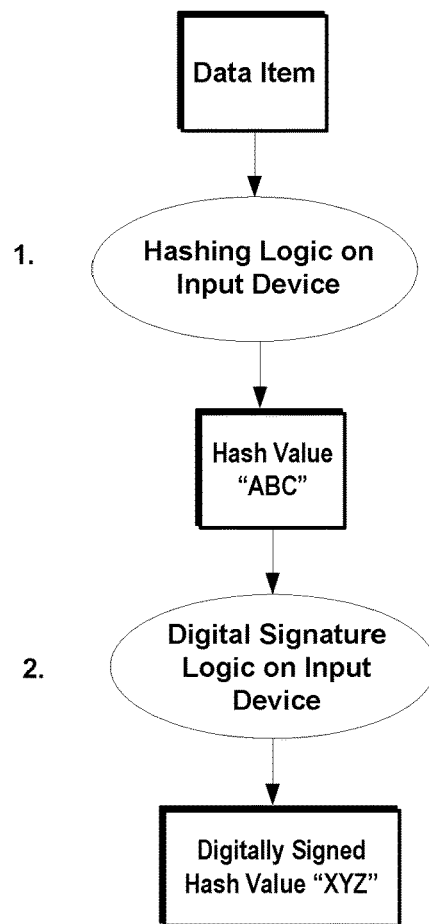 Data Item
1.
Hashing Logic on
Input Device
Hash Value
“ABC”
2.
Digital Signature
Logic on Input
Device
Digitally Signed
Hash Value “XYZ”